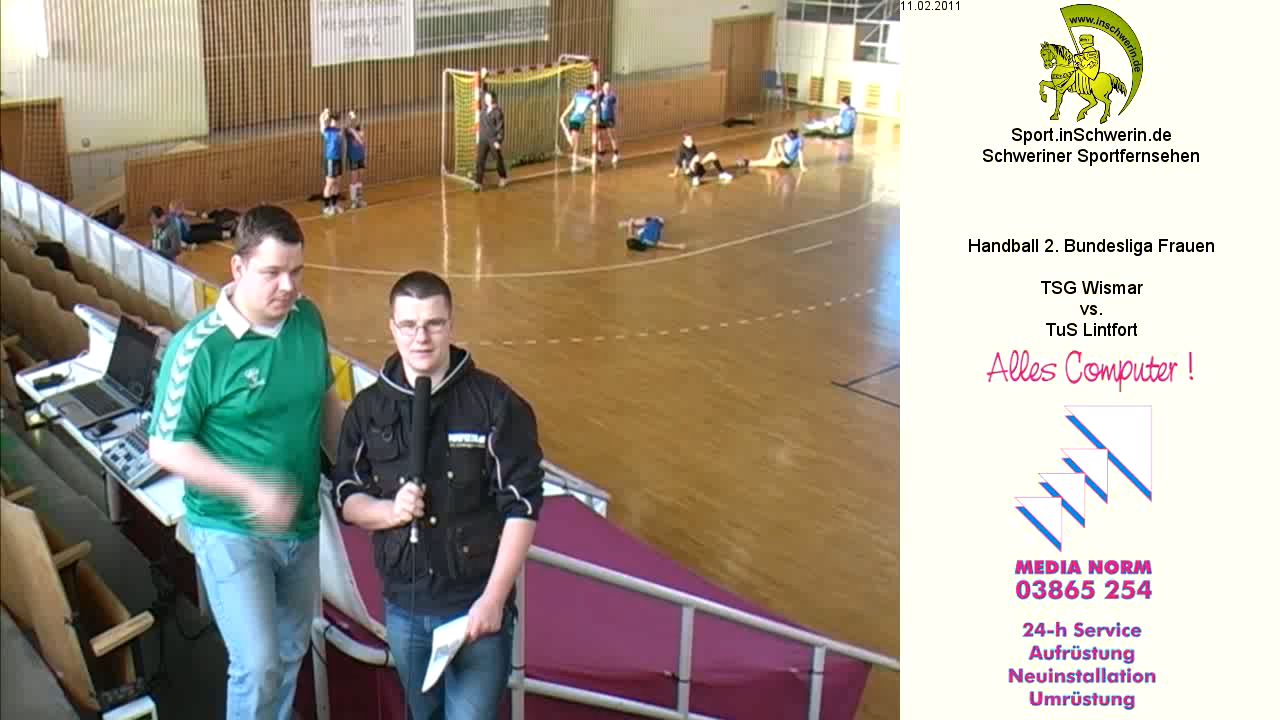 11.02.2011
www.inschwerin.de
Sport.inSchwerin.de
Schweriner Sportfernsehen
Handball 2. Bundesliga Frauen
TSG Wismar
vs.
TuS Lintfort
Alles Computer !
MEDIA NORM
03865 254
24-h Service
Aufrüstung
Neuinstallation
Umrüstung